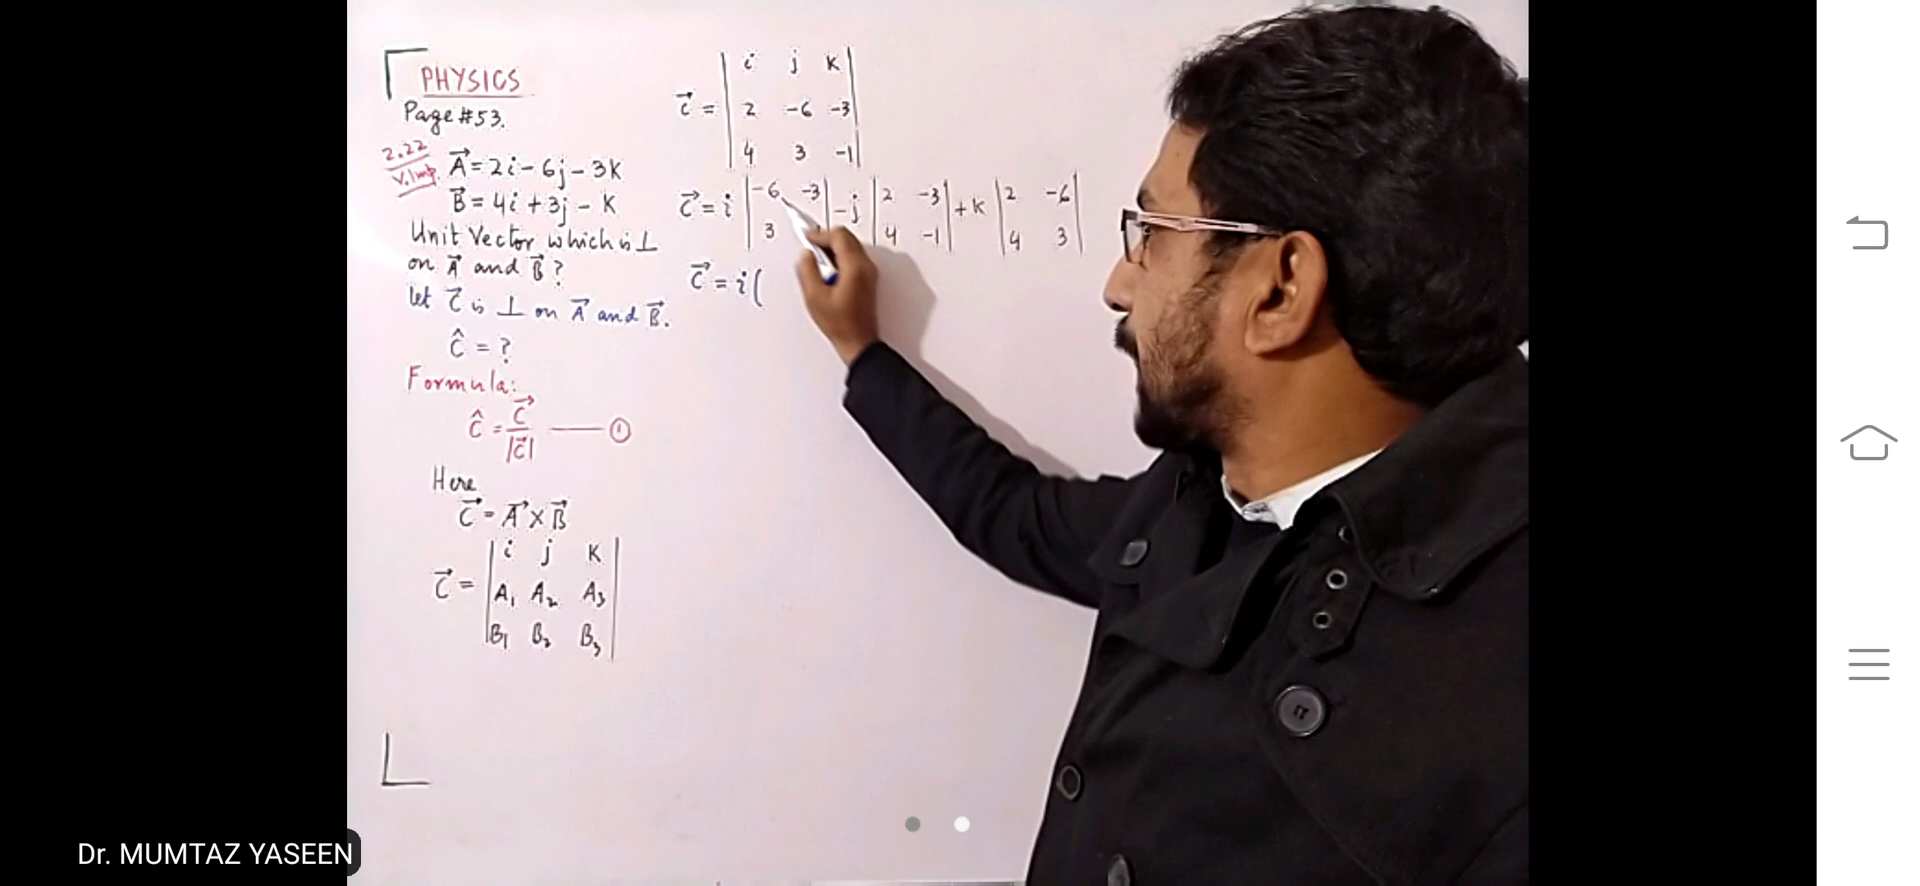 PHYSICS
Page #53.
2.22
V.Imp.
A⃗ = 2i - 6j - 3K
B⃗ = 4i + 3j - K
Unit Vector which is ⊥
on A⃗ and B⃗ ?
let C⃗ is ⊥ on A⃗ and B⃗.
Ĉ = ?
Formula:
Ĉ = C⃗ / |C⃗| —— ①
Here
C⃗ = A⃗ × B⃗
C⃗ = | i j K |
| A₁ A₂ A₃ |
| B₁ B₂ B₃ |
C⃗ = | i j K |
| 2 -6 -3 |
| 4 3 -1 |
C⃗ = i | -6 -3 | - j | 2 -3 | + K | 2 -6 |
| 3 | | 4 -1 | | 4 3 |
C⃗ = i (
Dr. MUMTAZ YASEEN